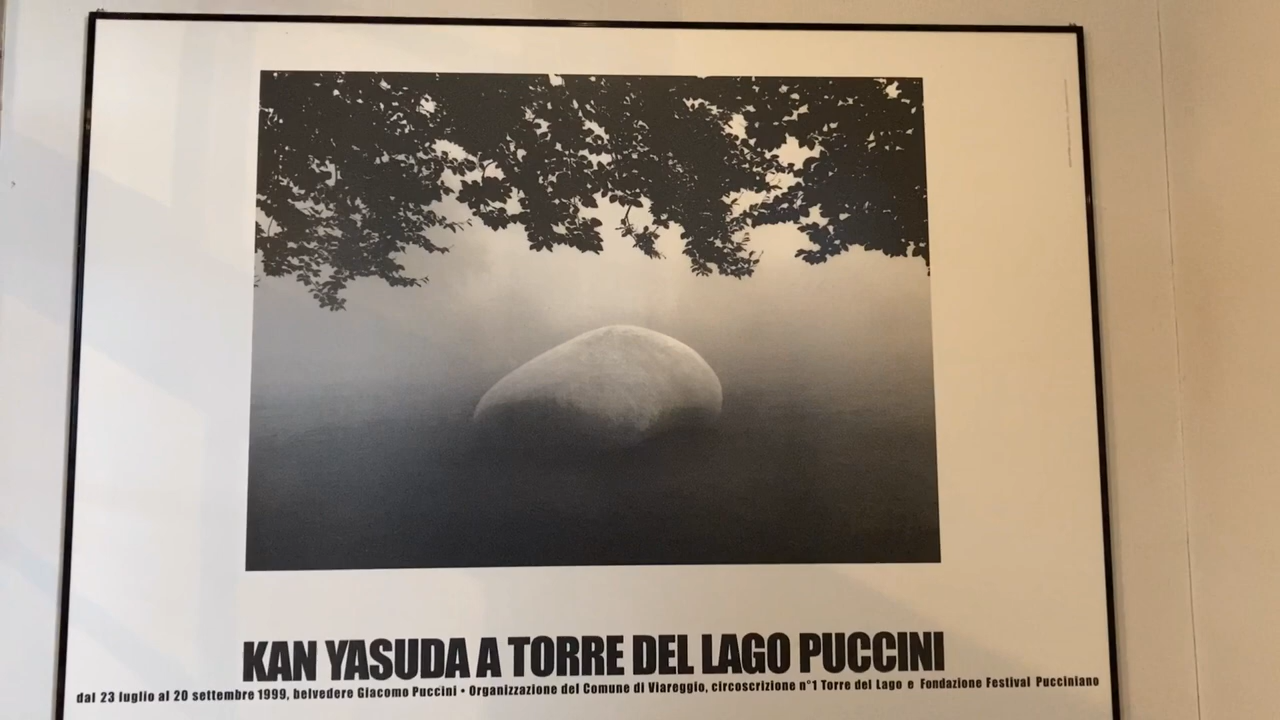 KAN YASUDA A TORRE DEL LAGO PUCCINI
dal 23 luglio al 20 settembre 1999, belvedere Giacomo Puccini • Organizzazione del Comune di Viareggio, circoscrizione n°1 Torre del Lago e Fondazione Festival Pucciniano